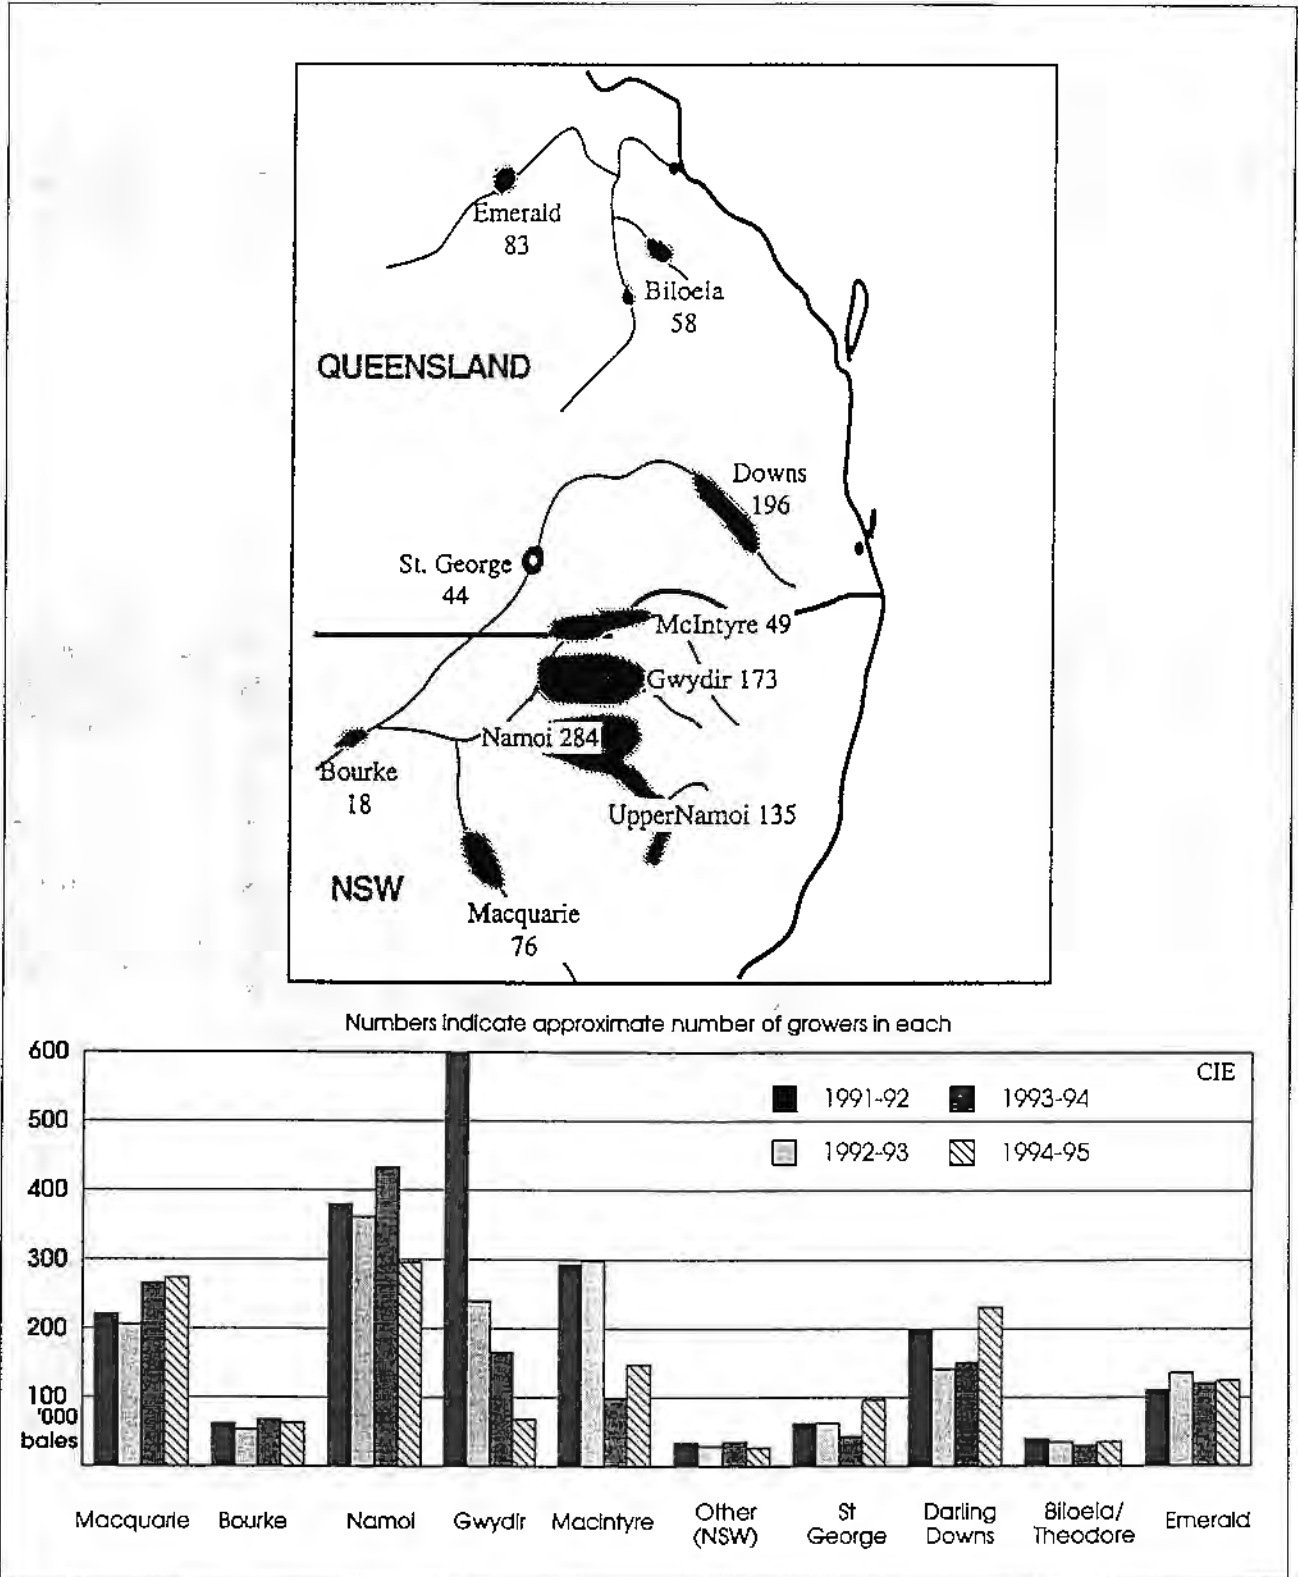 Emerald
83
Biloela
58
QUEENSLAND
Downs
196
St. George
44
McIntyre 49
Gwydir 173
Namoi 284
Bourke
18
UpperNamoi 135
NSW
Macquarie
76
Numbers indicate approximate number of growers in each
600
500
400
300
200
100
'000
bales
CIE
1991-92
1993-94
1992-93
1994-95
Macquarie
Bourke
Namoi
Gwydir
MacIntyre
Other
(NSW)
St
George
Darling
Downs
Biloela/
Theodore
Emerald